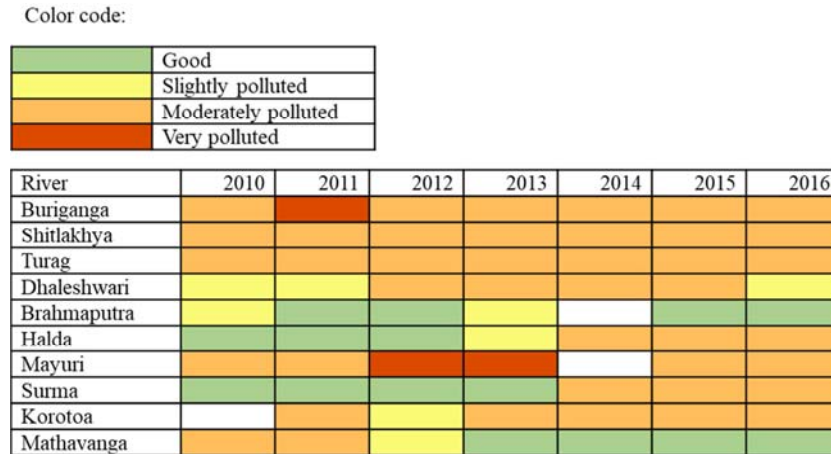 Color code:
Good
Slightly polluted
Moderately polluted
Very polluted
River 2010 2011 2012 2013 2014 2015 2016
Buriganga
Shitlakhya
Turag
Dhaleshwari
Brahmaputra
Halda
Mayuri
Surma
Korotoa
Mathavanga